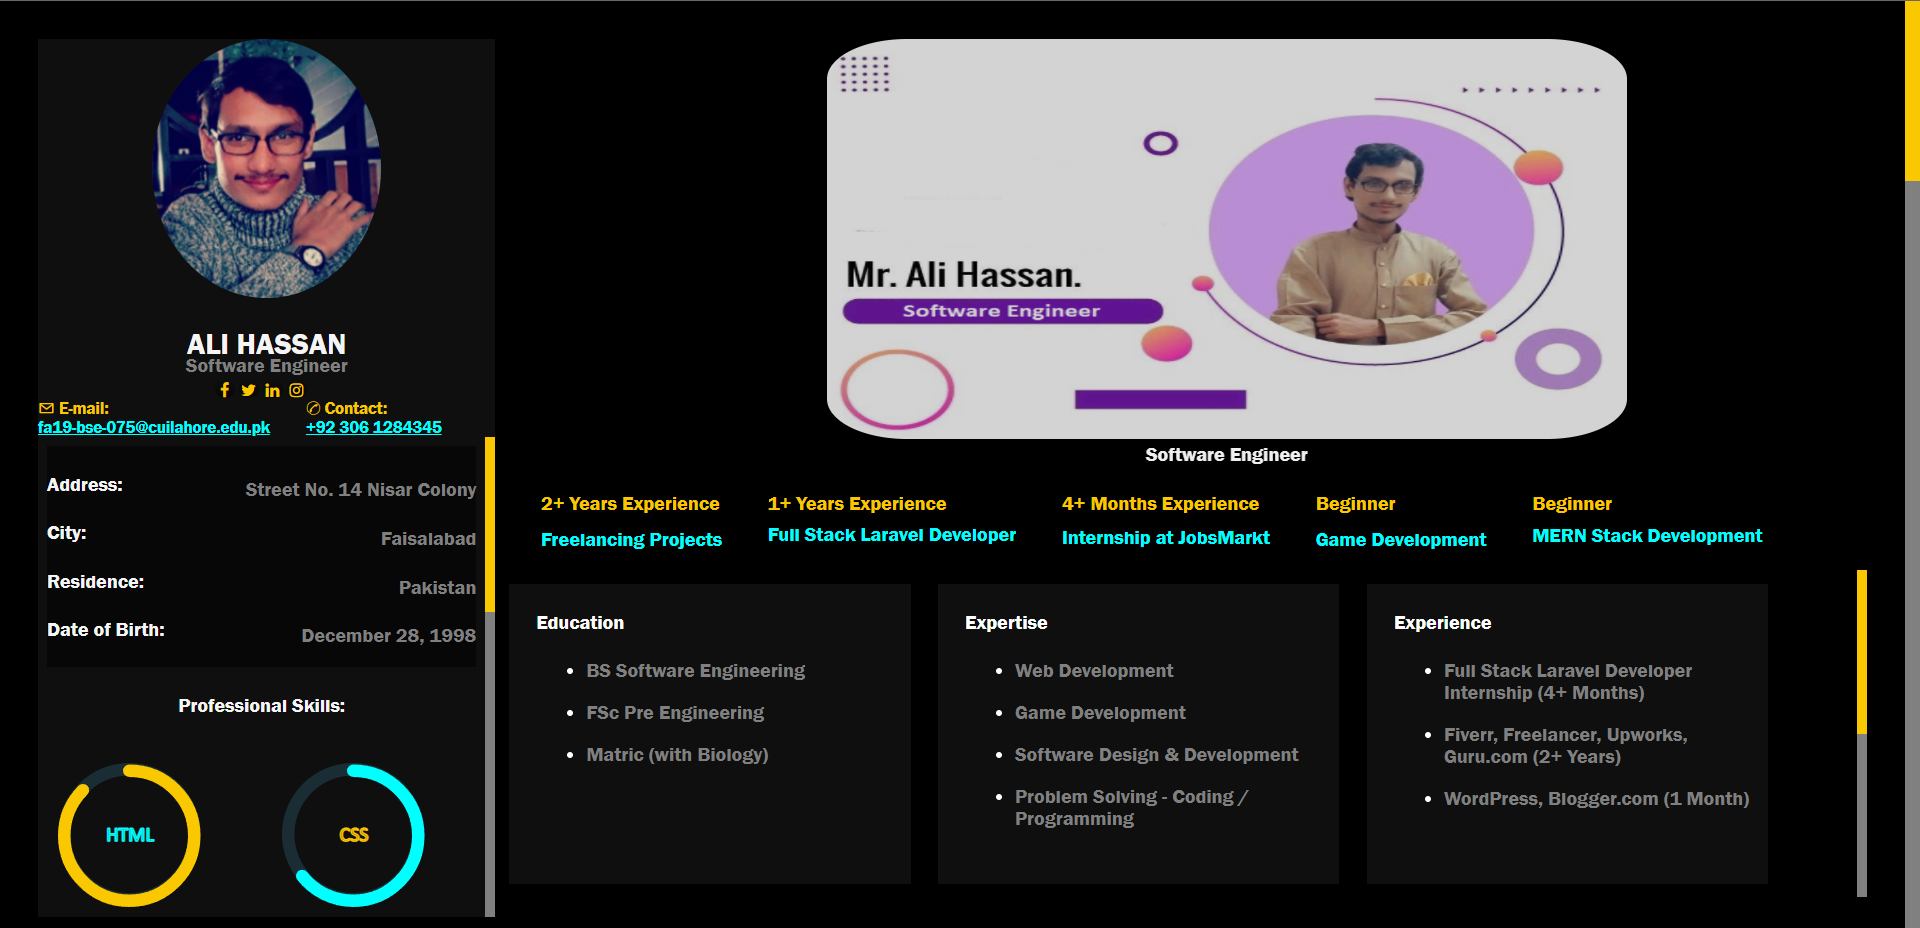 ALI HASSAN
Software Engineer
E-mail:
fa19-bse-075@cuilahore.edu.pk
Contact:
+92 306 1284345
Address:
Street No. 14 Nisar Colony
City:
Faisalabad
Residence:
Pakistan
Date of Birth:
December 28, 1998
Professional Skills:
HTML
CSS
Mr. Ali Hassan.
Software Engineer
Software Engineer
2+ Years Experience
Freelancing Projects
1+ Years Experience
Full Stack Laravel Developer
4+ Months Experience
Internship at JobsMarkt
Beginner
Game Development
Beginner
MERN Stack Development
Education
BS Software Engineering
FSc Pre Engineering
Matric (with Biology)
Expertise
Web Development
Game Development
Software Design & Development
Problem Solving - Coding /
Programming
Experience
Full Stack Laravel Developer
Internship (4+ Months)
Fiverr, Freelancer, Upworks,
Guru.com (2+ Years)
WordPress, Blogger.com (1 Month)